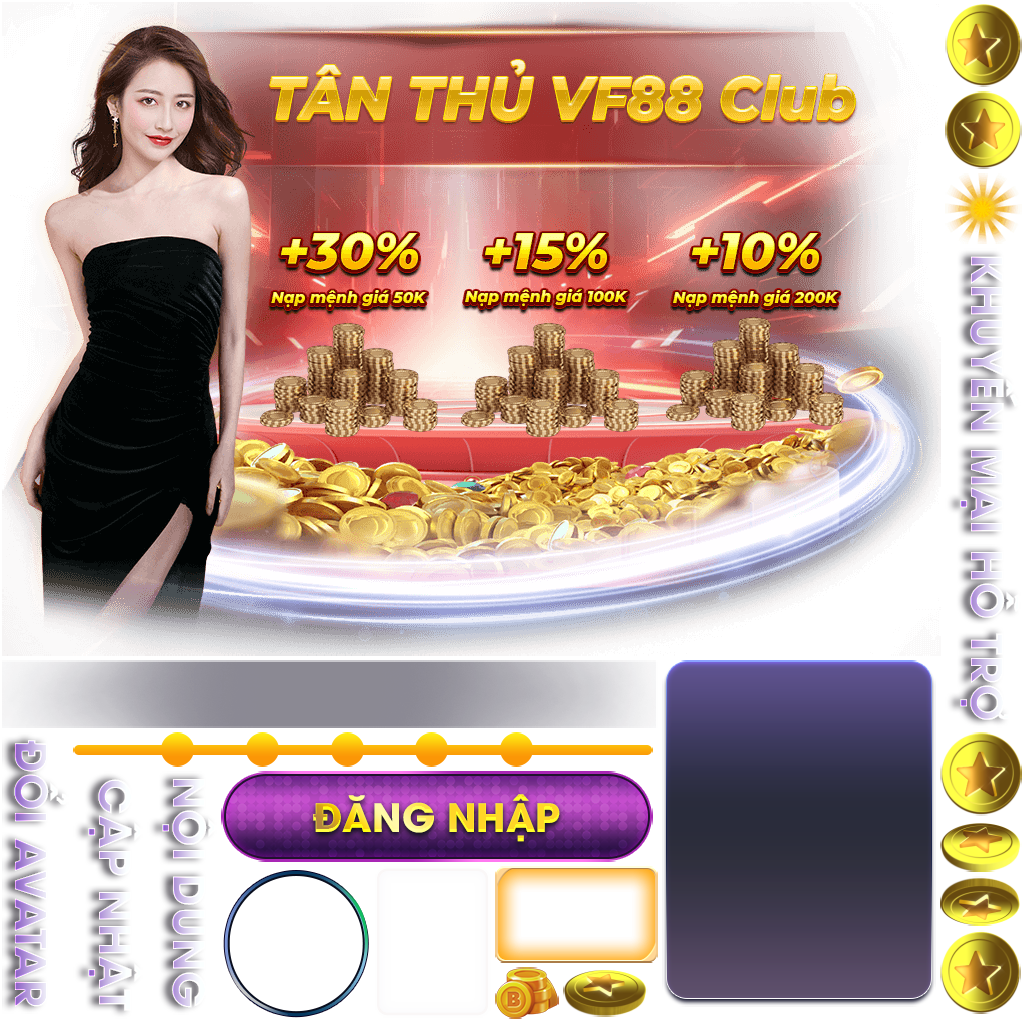 TÂN THỦ VF88 Club
+30%
Nạp mệnh giá 50K
+15%
Nạp mệnh giá 100K
+10%
Nạp mệnh giá 200K
KHUYẾN MẠI HỖ TRỢ
ĐỔI AVATAR
CẬP NHẬT
NỘI DUNG
ĐĂNG NHẬP
B